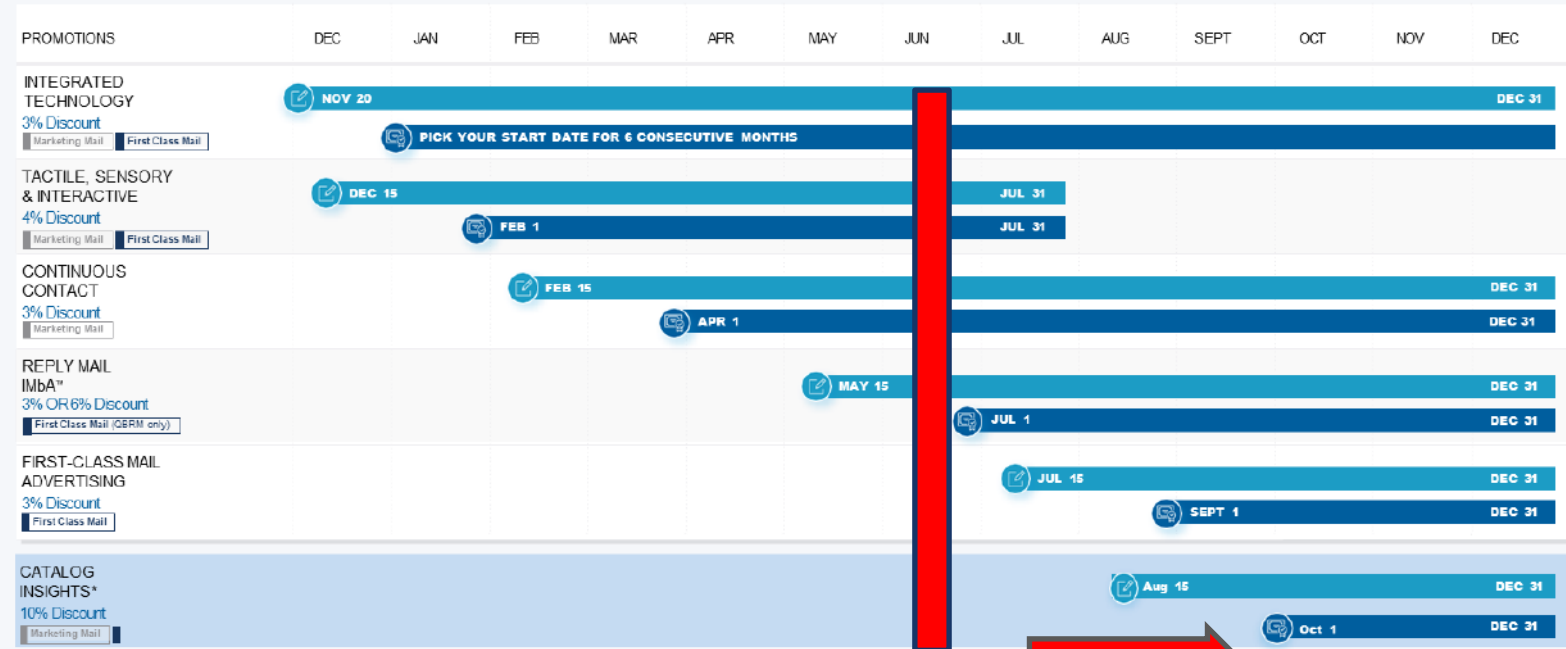 PROMOTIONS DEC JAN FEB MAR APR MAY JUN JUL AUG SEPT OCT NOV DEC
INTEGRATED
TECHNOLOGY
3% Discount
Marketing Mail First Class Mail
NOV 20 DEC 31
PICK YOUR START DATE FOR 6 CONSECUTIVE MONTHS
TACTILE, SENSORY
& INTERACTIVE
4% Discount
Marketing Mail First Class Mail
DEC 15 JUL 31
FEB 1 JUL 31
CONTINUOUS
CONTACT
3% Discount
Marketing Mail
FEB 15 DEC 31
APR 1 DEC 31
REPLY MAIL
IMbA™
3% OR 6% Discount
First Class Mail (QBRM only)
MAY 15 DEC 31
JUL 1 DEC 31
FIRST-CLASS MAIL
ADVERTISING
3% Discount
First Class Mail
JUL 15 DEC 31
SEPT 1 DEC 31
CATALOG
INSIGHTS*
10% Discount
Marketing Mail
Aug 15 DEC 31
Oct 1 DEC 31